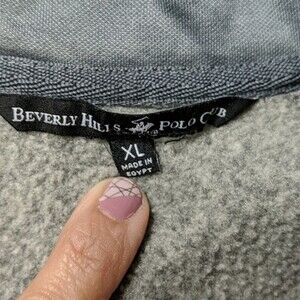 BEVERLY HILLS POLO CLUB
XL
MADE IN
EGYPT